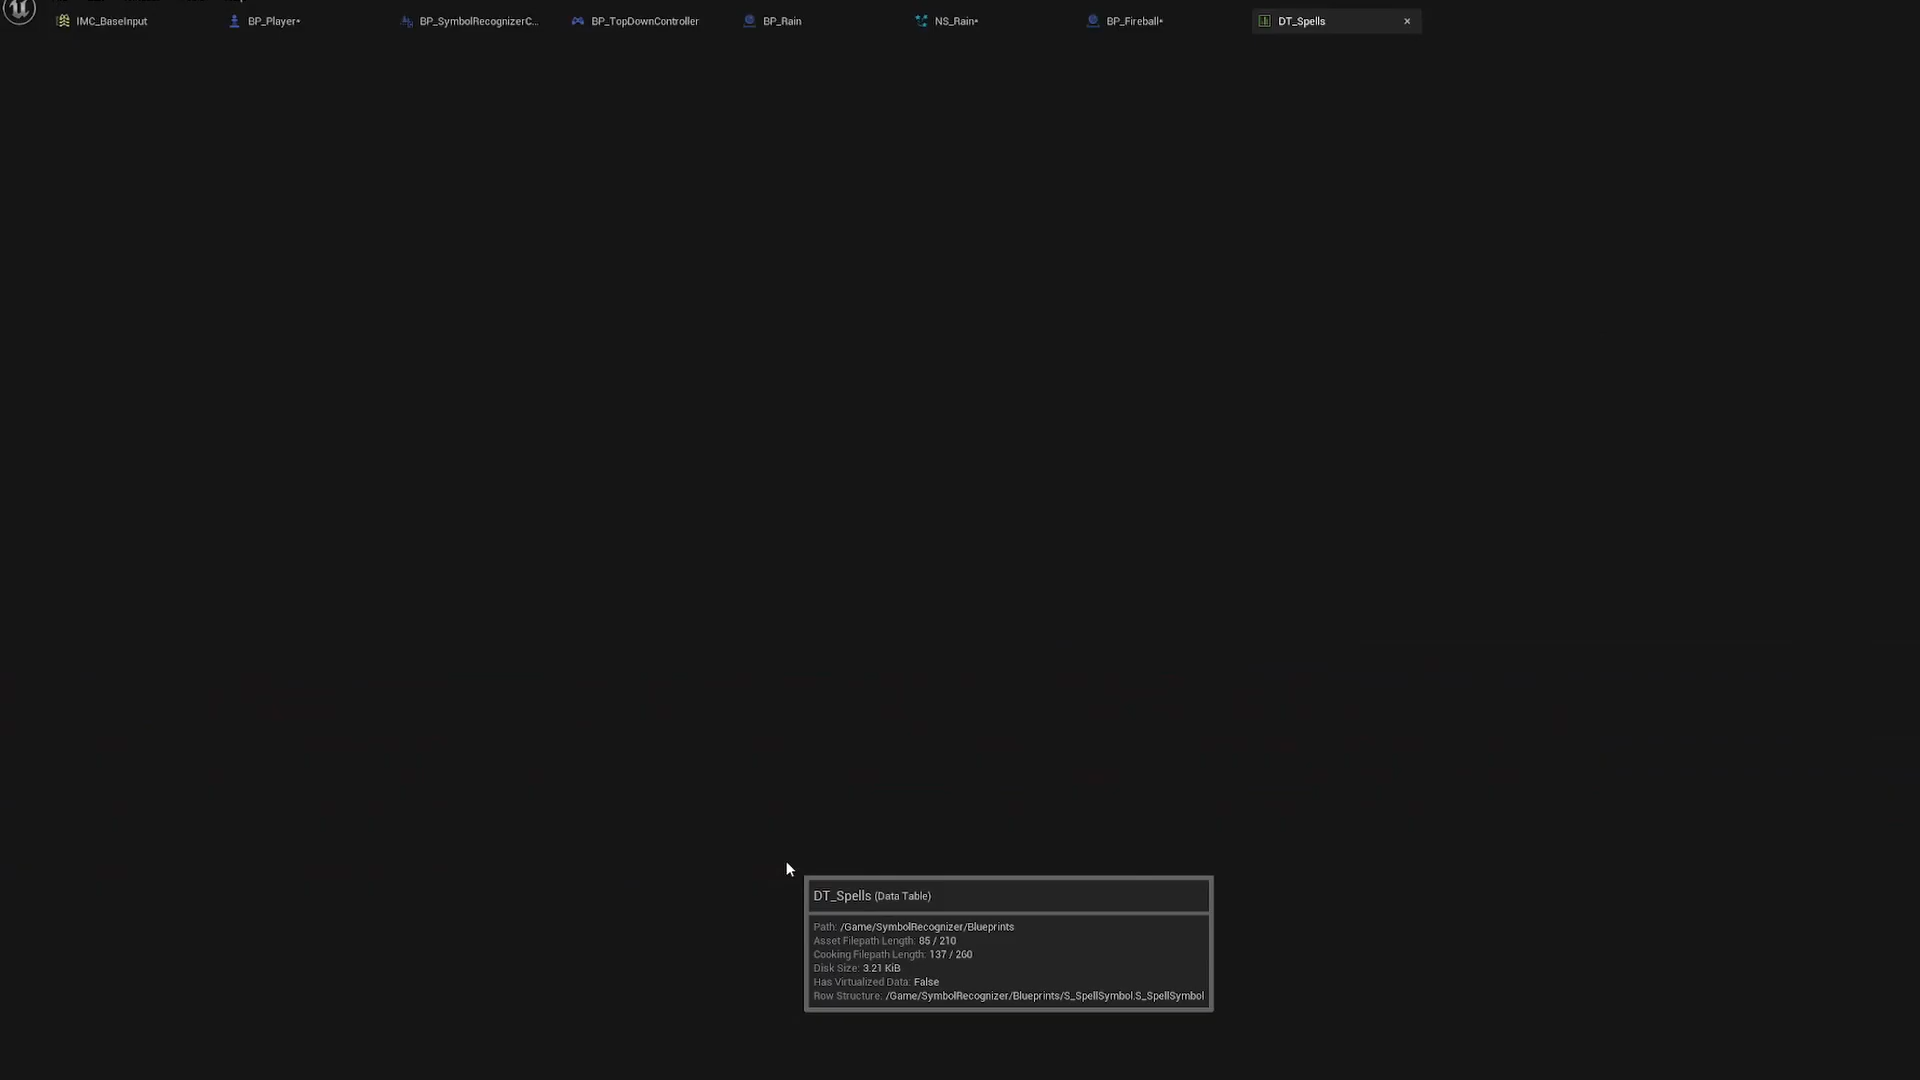 IMC_BaseInput
BP_Player*
BP_SymbolRecognizerC...
BP_TopDownController
BP_Rain
NS_Rain*
BP_Fireball*
DT_Spells
DT_Spells (Data Table)
Path: /Game/SymbolRecognizer/Blueprints
Asset Filepath Length: 85 / 210
Cooking Filepath Length: 137 / 260
Disk Size: 3.21 KiB
Has Virtualized Data: False
Row Structure: /Game/SymbolRecognizer/Blueprints/S_SpellSymbol.S_SpellSymbol